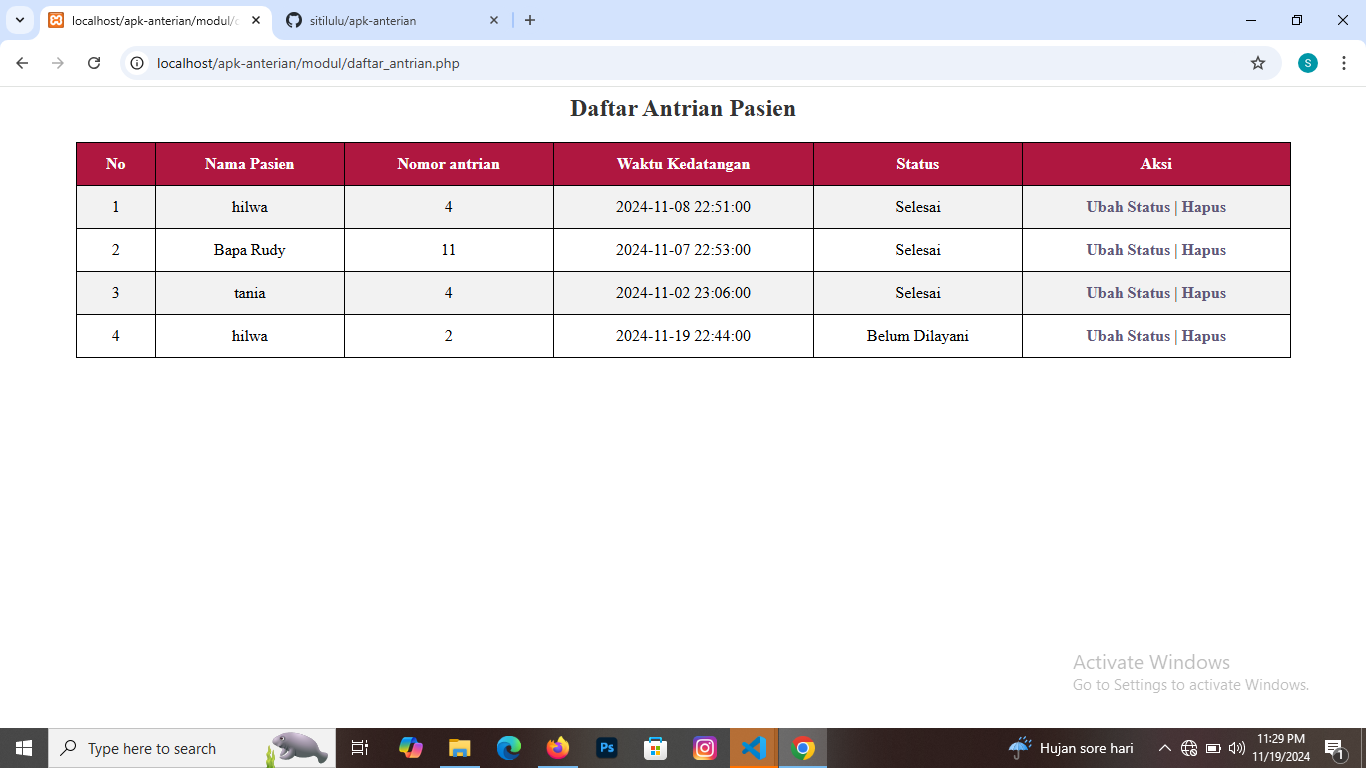 localhost/apk-anterian/modul/d
sitilulu/apk-anterian
localhost/apk-anterian/modul/daftar_antrian.php
S
Daftar Antrian Pasien
No Nama Pasien Nomor antrian Waktu Kedatangan Status Aksi
1 hilwa 4 2024-11-08 22:51:00 Selesai Ubah Status | Hapus
2 Bapa Rudy 11 2024-11-07 22:53:00 Selesai Ubah Status | Hapus
3 tania 4 2024-11-02 23:06:00 Selesai Ubah Status | Hapus
4 hilwa 2 2024-11-19 22:44:00 Belum Dilayani Ubah Status | Hapus
Activate Windows
Go to Settings to activate Windows.
Type here to search
Ps
Hujan sore hari
11:29 PM
11/19/2024
1